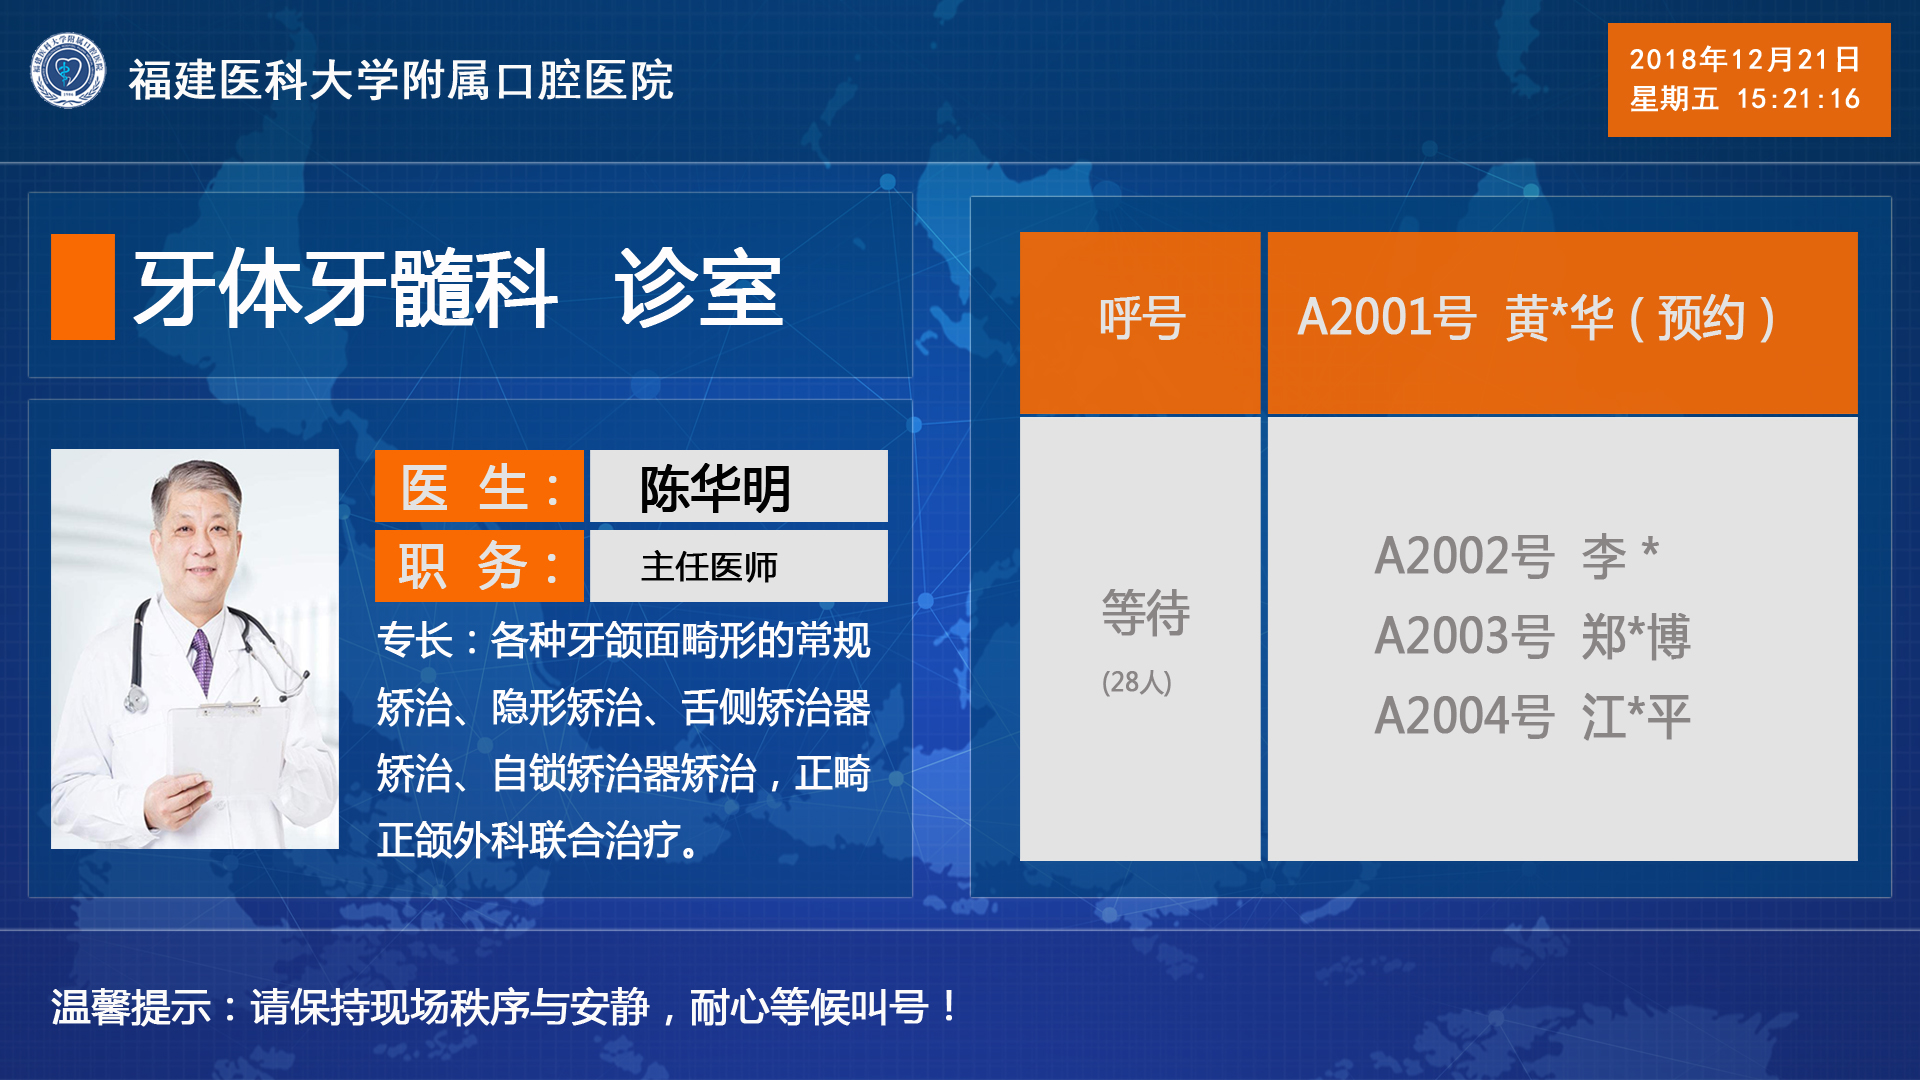 福建医科大学附属口腔医院
2018年12月21日
星期五 15:21:16
牙体牙髓科 诊室
医 生：陈华明
职 务：主任医师
专长：各种牙颌面畸形的常规
矫治、隐形矫治、舌侧矫治器
矫治、自锁矫治器矫治，正畸
正颌外科联合治疗。
呼号 A2001号 黄*华（预约）
等待
(28人)
A2002号 李 *
A2003号 郑*博
A2004号 江*平
温馨提示：请保持现场秩序与安静，耐心等候叫号！